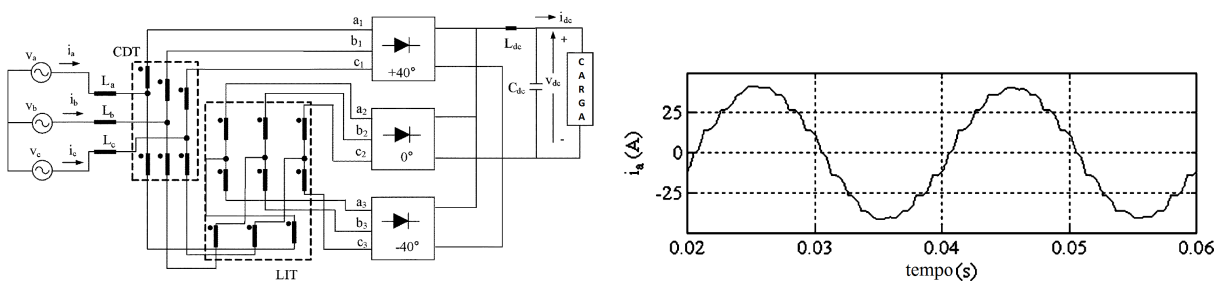 CDT
v_a
i_a
L_a
v_b
i_b
L_b
v_c
i_c
L_c
a_1
b_1
c_1
+40°
a_2
b_2
c_2
0°
a_3
b_3
c_3
-40°
LIT
L_dc
i_dc
C_dc
+
v_dc
-
CARGA
i_a (A)
25
0
-25
0.02 0.03 0.04 0.05 0.06
tempo(s)